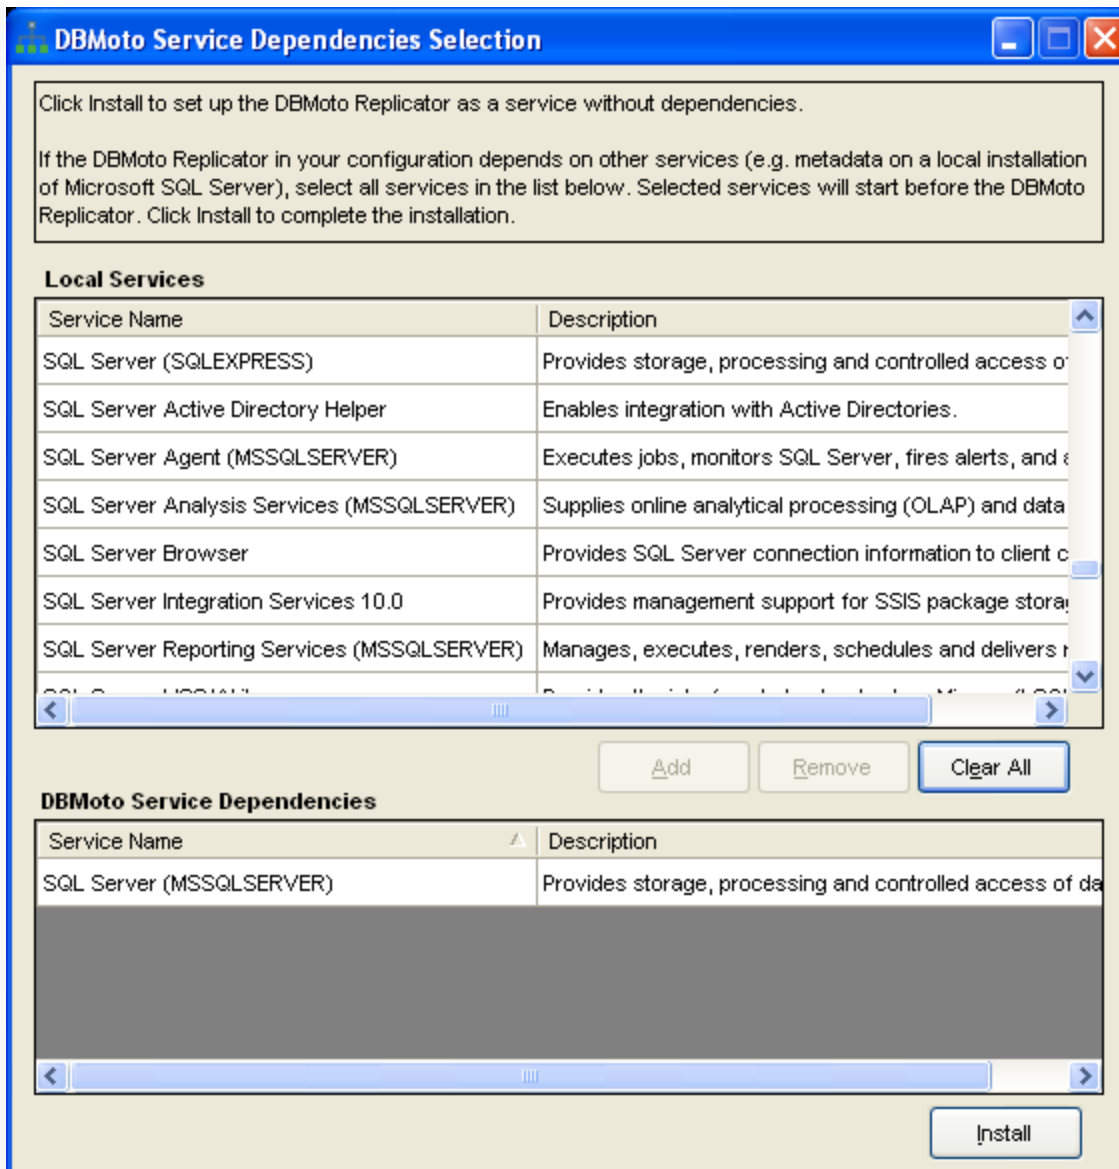 DBMoto Service Dependencies Selection
Click Install to set up the DBMoto Replicator as a service without dependencies.
If the DBMoto Replicator in your configuration depends on other services (e.g. metadata on a local installation
of Microsoft SQL Server), select all services in the list below. Selected services will start before the DBMoto
Replicator. Click Install to complete the installation.
Local Services
Service Name Description
SQL Server (SQLEXPRESS) Provides storage, processing and controlled access of
SQL Server Active Directory Helper Enables integration with Active Directories.
SQL Server Agent (MSSQLSERVER) Executes jobs, monitors SQL Server, fires alerts, and
SQL Server Analysis Services (MSSQLSERVER) Supplies online analytical processing (OLAP) and data
SQL Server Browser Provides SQL Server connection information to client
SQL Server Integration Services 10.0 Provides management support for SSIS package
SQL Server Reporting Services (MSSQLSERVER) Manages, executes, renders, schedules and delivers
Add Remove Clear All
DBMoto Service Dependencies
Service Name Description
SQL Server (MSSQLSERVER) Provides storage, processing and controlled access of da
Install